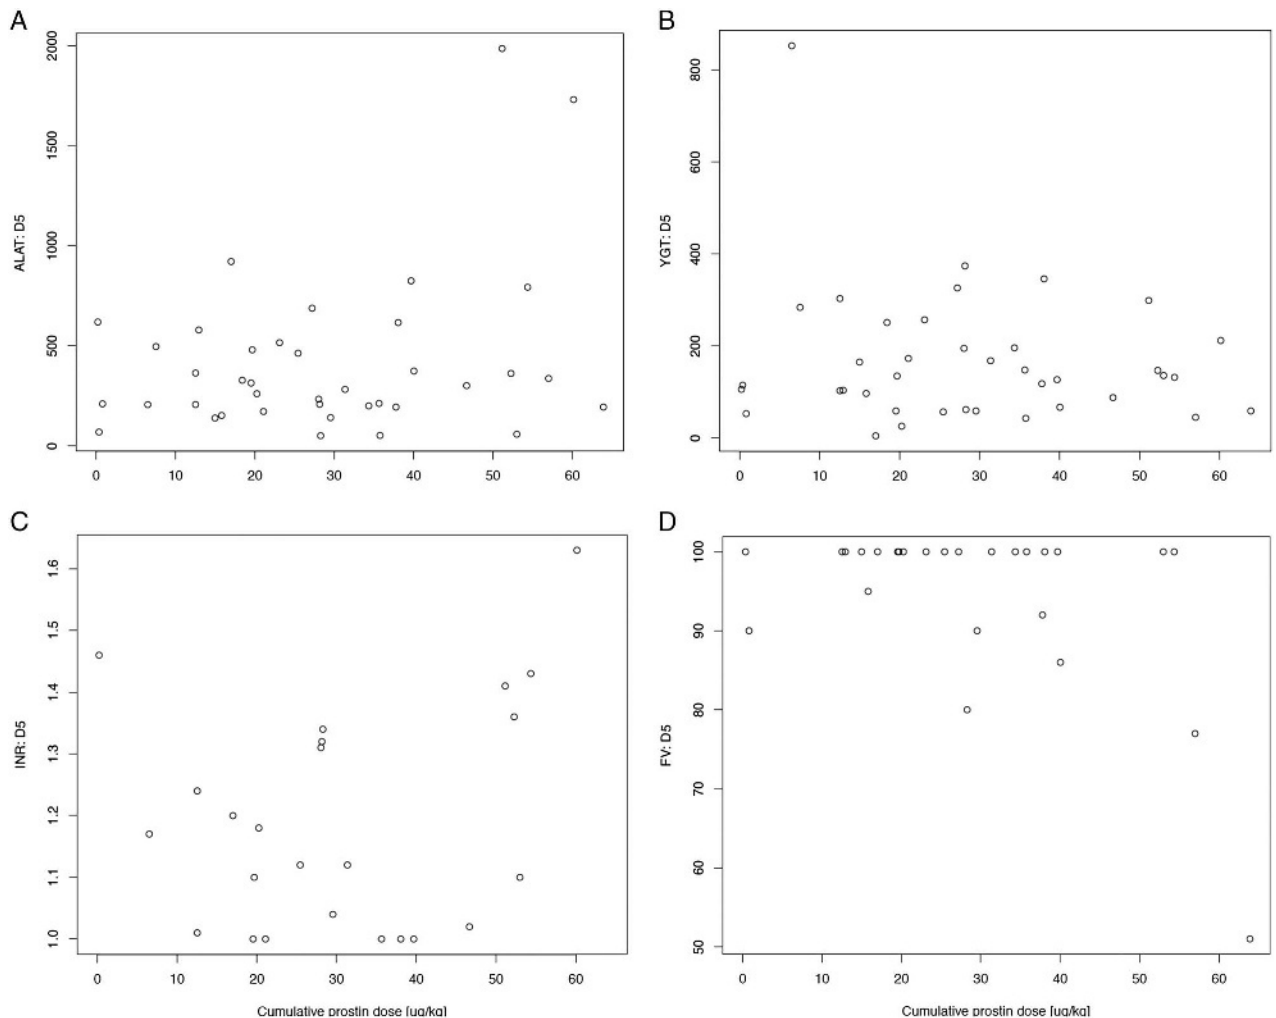 A
ALAT: D5
2000
1500
1000
500
0
0 10 20 30 40 50 60
B
YGT: D5
800
600
400
200
0
0 10 20 30 40 50 60
C
INR: D5
1.6
1.5
1.4
1.3
1.2
1.1
1.0
0 10 20 30 40 50 60
Cumulative prostin dose [ug/kg]
D
FV: D5
100
90
80
70
60
50
0 10 20 30 40 50 60
Cumulative prostin dose [ug/kg]